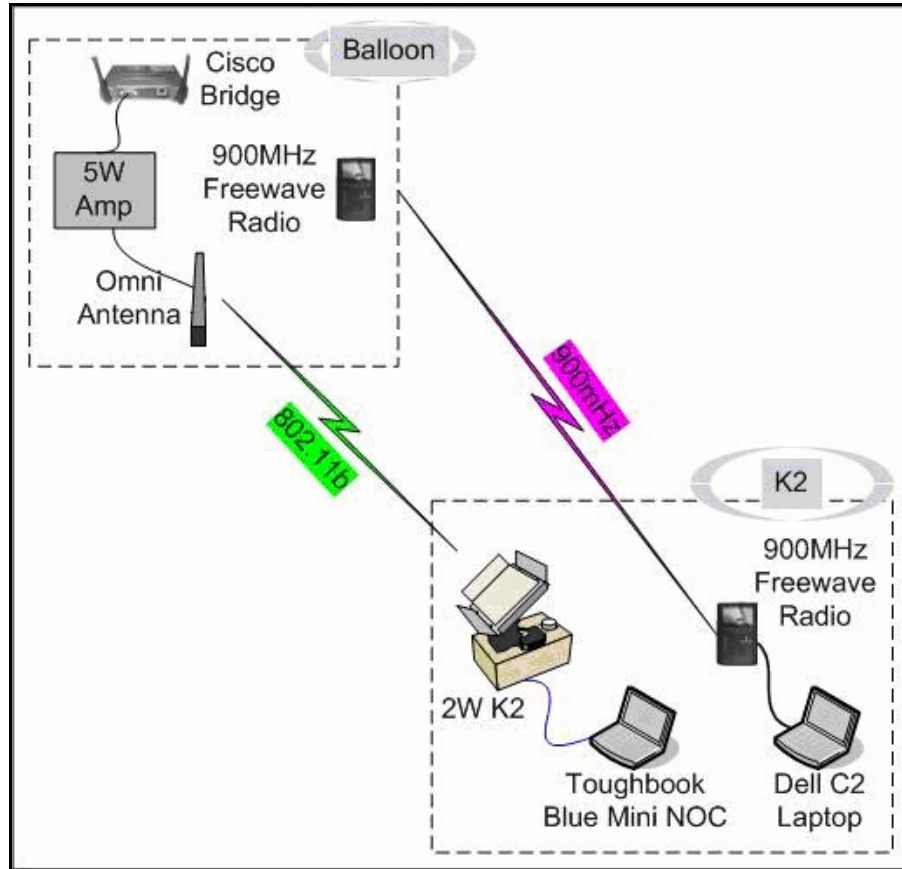 Balloon
Cisco
Bridge
5W
Amp
900MHz
Freewave
Radio
Omni
Antenna
802.11b
900mHz
K2
900MHz
Freewave
Radio
2W K2
Toughbook
Blue Mini NOC
Dell C2
Laptop